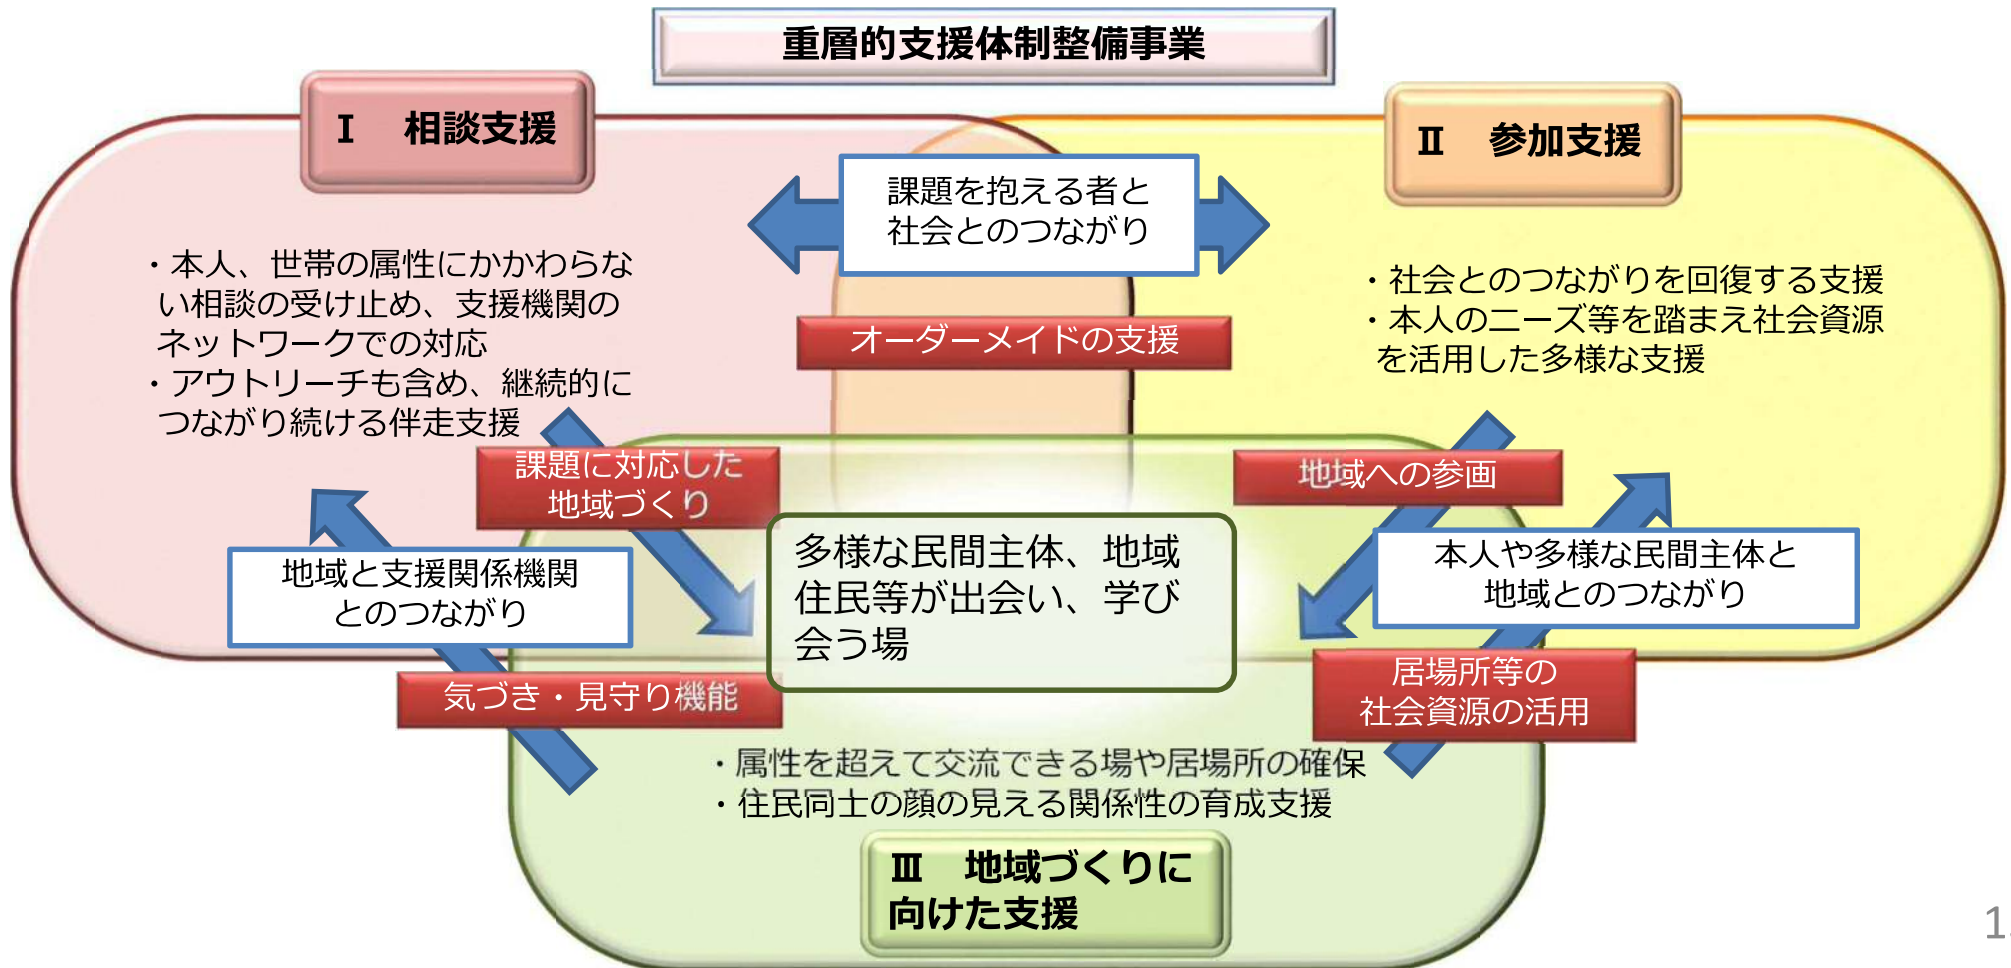 重層的支援体制整備事業
Ⅰ 相談支援
Ⅱ 参加支援
課題を抱える者と
社会とのつながり
・本人、世帯の属性にかかわらな
い相談の受け止め、支援機関の
ネットワークでの対応
・アウトリーチも含め、継続的に
つながり続ける伴走支援
オーダーメイドの支援
・社会とのつながりを回復する支援
・本人のニーズ等を踏まえ社会資源
を活用した多様な支援
課題に対応した
地域づくり
地域への参画
地域と支援関係機関
とのつながり
多様な民間主体、地域
住民等が出会い、学び
会う場
本人や多様な民間主体と
地域とのつながり
気づき・見守り機能
居場所等の
社会資源の活用
・属性を超えて交流できる場や居場所の確保
・住民同士の顔の見える関係性の育成支援
Ⅲ 地域づくりに
向けた支援